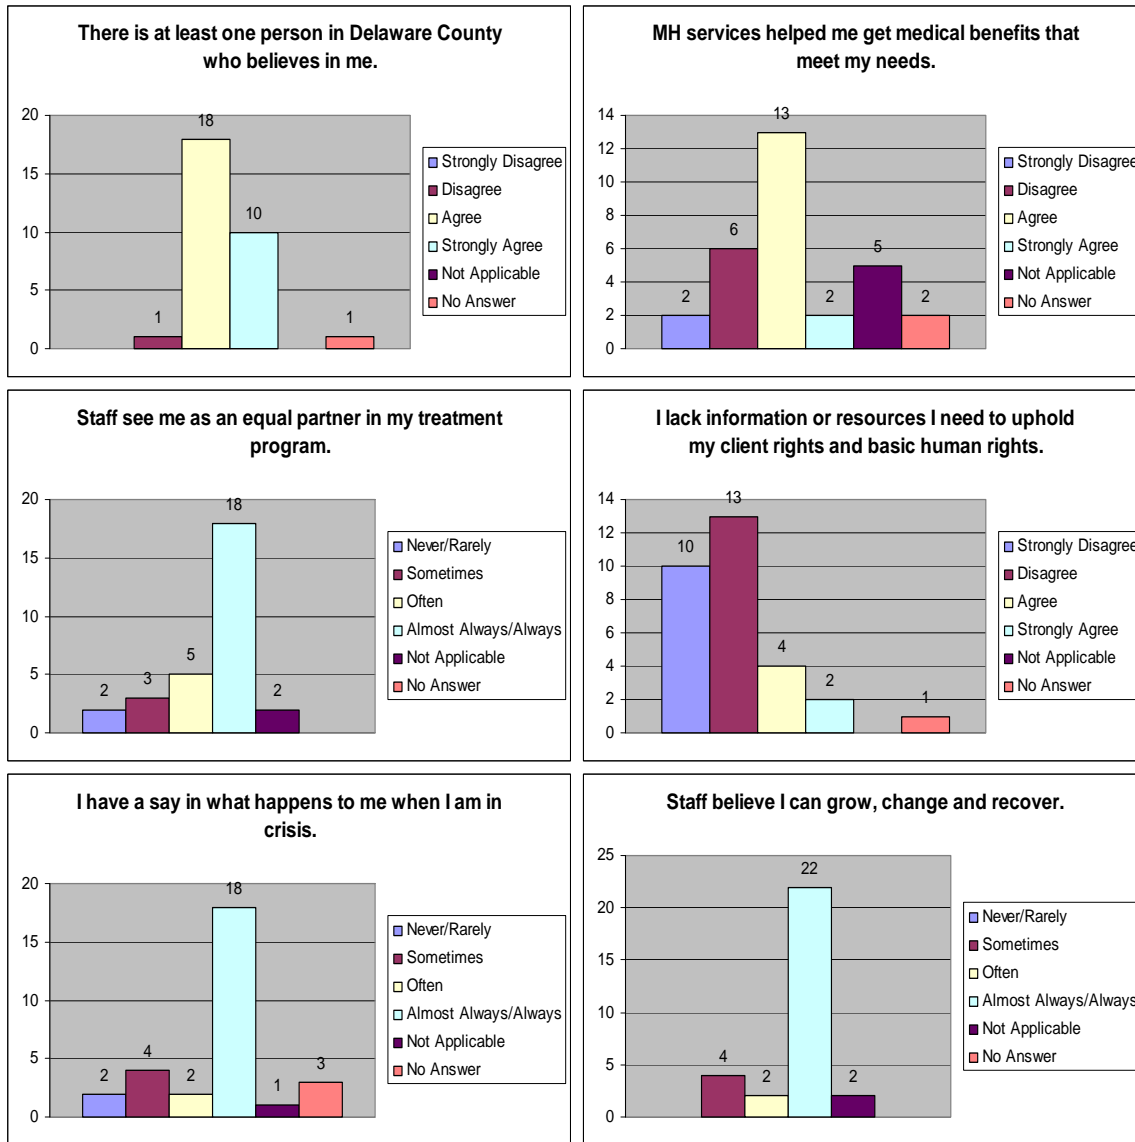 There is at least one person in Delaware County
who believes in me.
20
15
10
5
0
1
18
10
1
Strongly Disagree
Disagree
Agree
Strongly Agree
Not Applicable
No Answer
MH services helped me get medical benefits that
meet my needs.
14
12
10
8
6
4
2
0
2
6
13
2
5
2
Strongly Disagree
Disagree
Agree
Strongly Agree
Not Applicable
No Answer
Staff see me as an equal partner in my treatment
program.
20
15
10
5
0
2
3
5
18
2
Never/Rarely
Sometimes
Often
Almost Always/Always
Not Applicable
No Answer
I lack information or resources I need to uphold
my client rights and basic human rights.
14
12
10
8
6
4
2
0
10
13
4
2
1
Strongly Disagree
Disagree
Agree
Strongly Agree
Not Applicable
No Answer
I have a say in what happens to me when I am in
crisis.
20
15
10
5
0
2
4
2
18
1
3
Never/Rarely
Sometimes
Often
Almost Always/Always
Not Applicable
No Answer
Staff believe I can grow, change and recover.
25
20
15
10
5
0
4
2
22
2
Never/Rarely
Sometimes
Often
Almost Always/Always
Not Applicable
No Answer